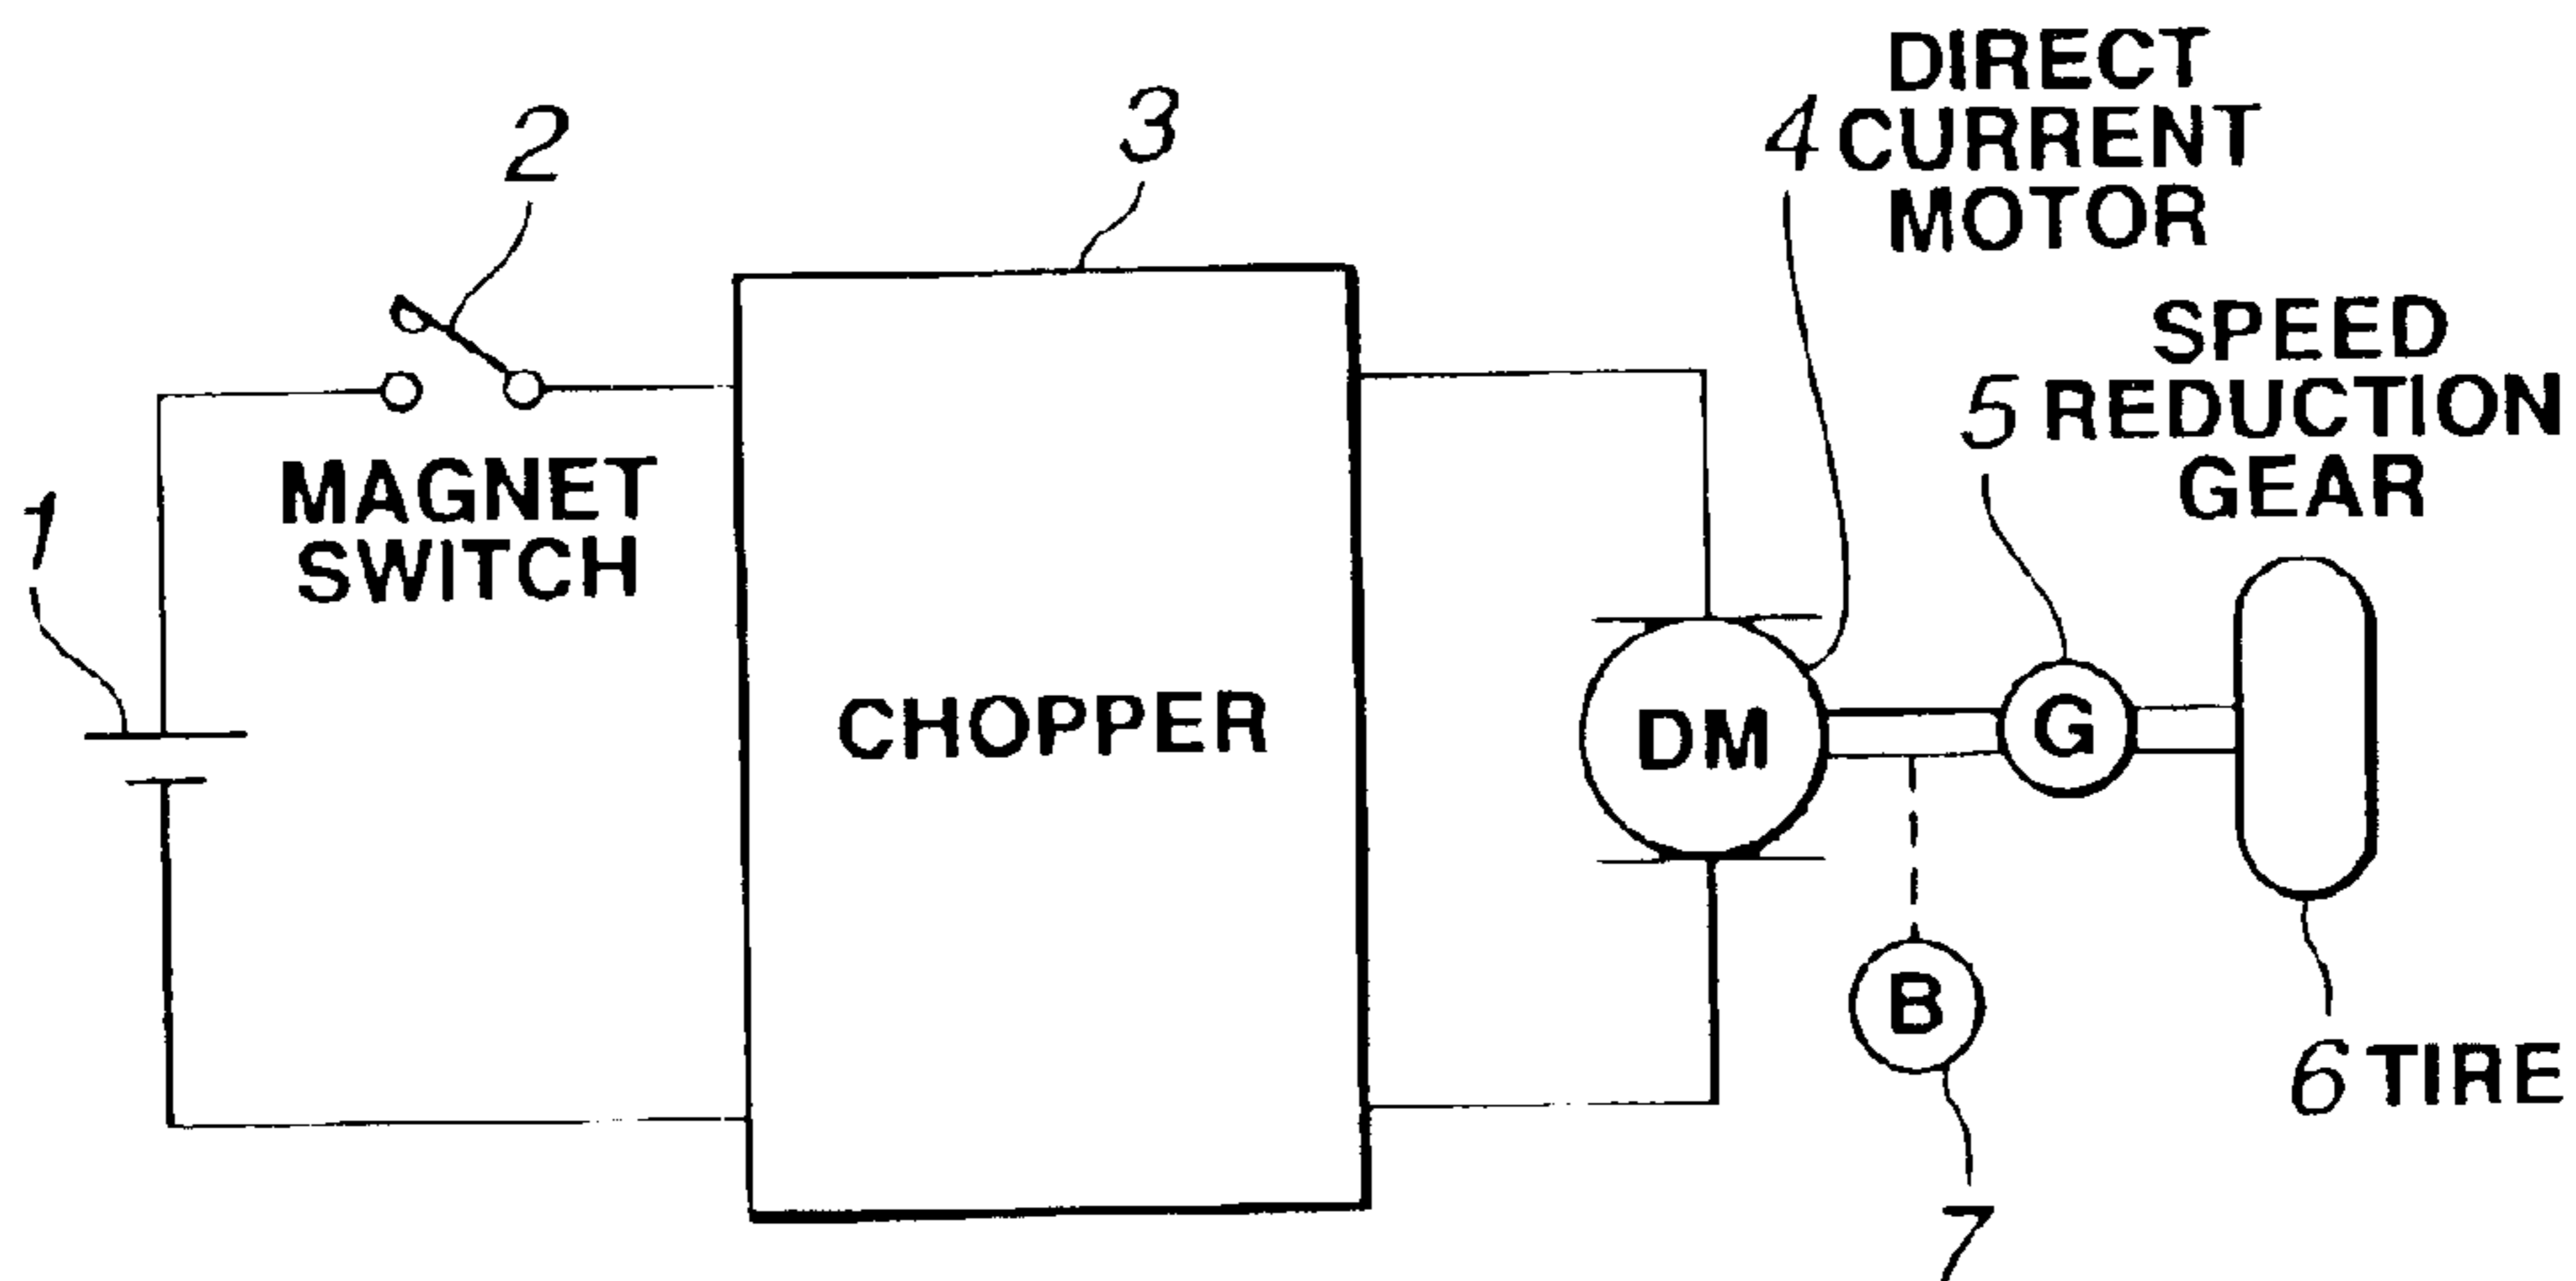 2
3
DIRECT
4 CURRENT
MOTOR
SPEED
5 REDUCTION
GEAR
MAGNET
SWITCH
1
CHOPPER
DM
G
B
6 TIRE
7